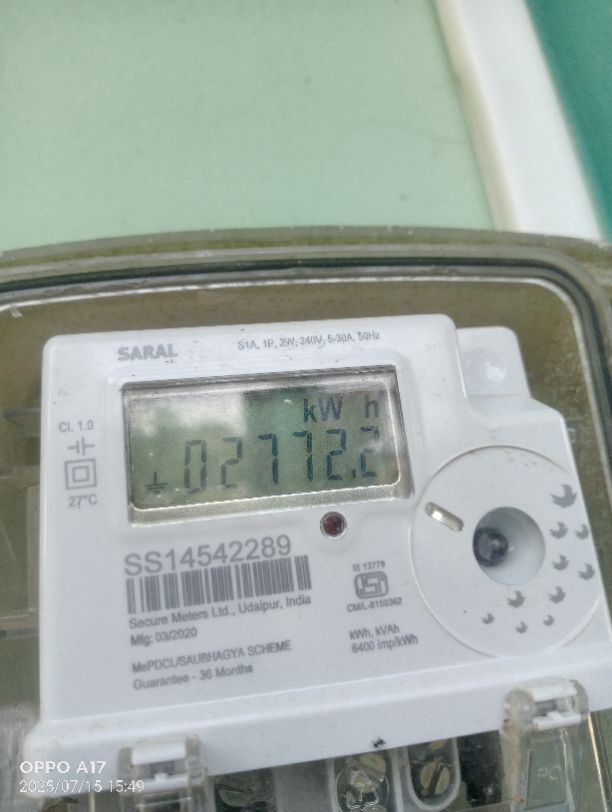 SARAL
S1A, 1P, 2W, 240V, 5-30A, 50Hz
Cl. 1.0
27°C
kW h
02772.2
SS14542289
Secure Meters Ltd., Udaipur, India
Mfg: 03/2020
MePDCL/SAUBHAGYA SCHEME
Guarantee - 36 Months
IS 13779
ISI
CM/L-8150362
kWh, kVAh
6400 imp/kWh
PC
OPPO A17
2025/07/15 15:49